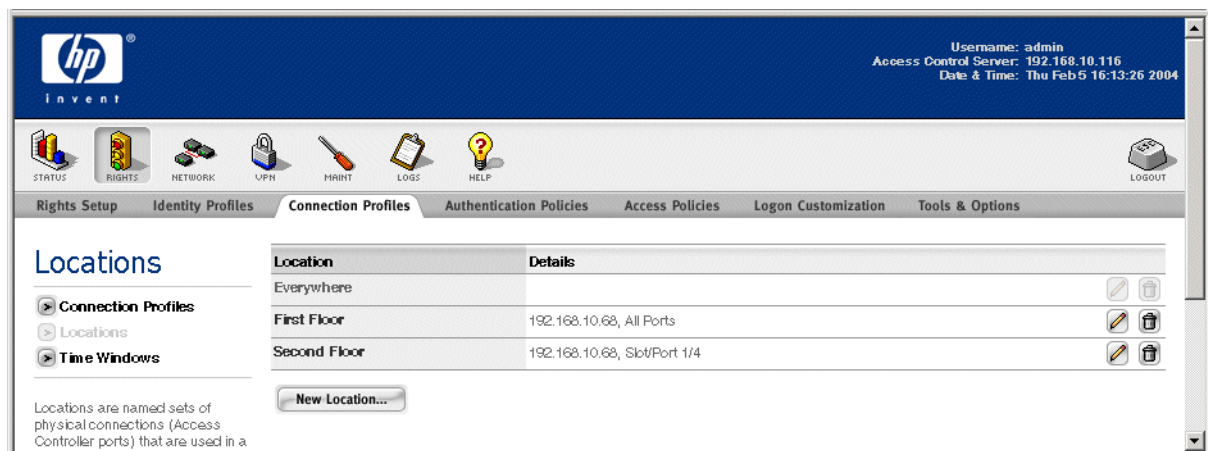 hp ®
invent
Username: admin
Access Control Server: 192.168.10.116
Date & Time: Thu Feb 5 16:13:26 2004
STATUS RIGHTS NETWORK VPN MAINT LOGS HELP LOGOUT
Rights Setup Identity Profiles Connection Profiles Authentication Policies Access Policies Logon Customization Tools & Options
Locations
Connection Profiles
Locations
Time Windows
Locations are named sets of
physical connections (Access
Controller ports) that are used in a
Location Details
Everywhere
First Floor 192.168.10.68, All Ports
Second Floor 192.168.10.68, Slot/Port 1/4
New Location...